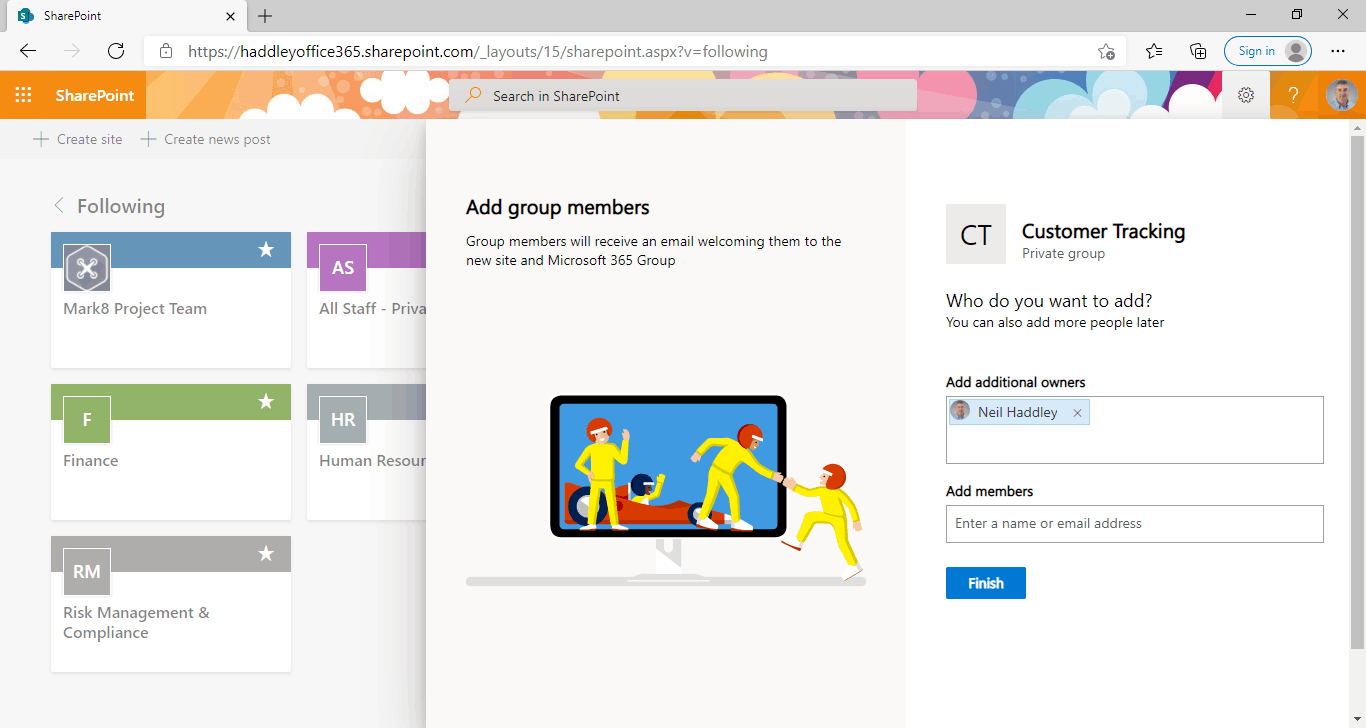 SharePoint
https://haddleyoffice365.sharepoint.com/_layouts/15/sharepoint.aspx?v=following
Sign in
SharePoint
Search in SharePoint
?
Create site
Create news post
Following
Mark8 Project Team
AS
All Staff - Priva
F
Finance
HR
Human Resour
RM
Risk Management &
Compliance
Add group members
Group members will receive an email welcoming them to the
new site and Microsoft 365 Group
CT
Customer Tracking
Private group
Who do you want to add?
You can also add more people later
Add additional owners
Neil Haddley
Add members
Enter a name or email address
Finish